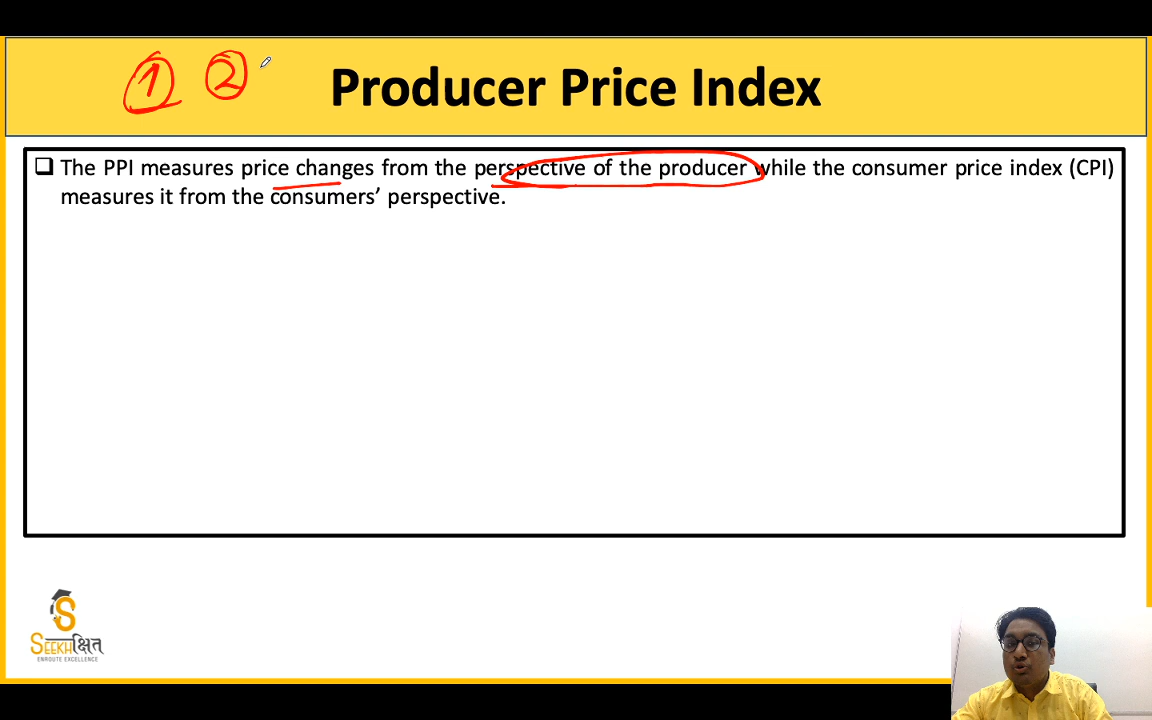 1 2
Producer Price Index
The PPI measures price changes from the perspective of the producer while the consumer price index (CPI)
measures it from the consumers’ perspective.
S
SEEKHक्षित
ENROUTE EXCELLENCE